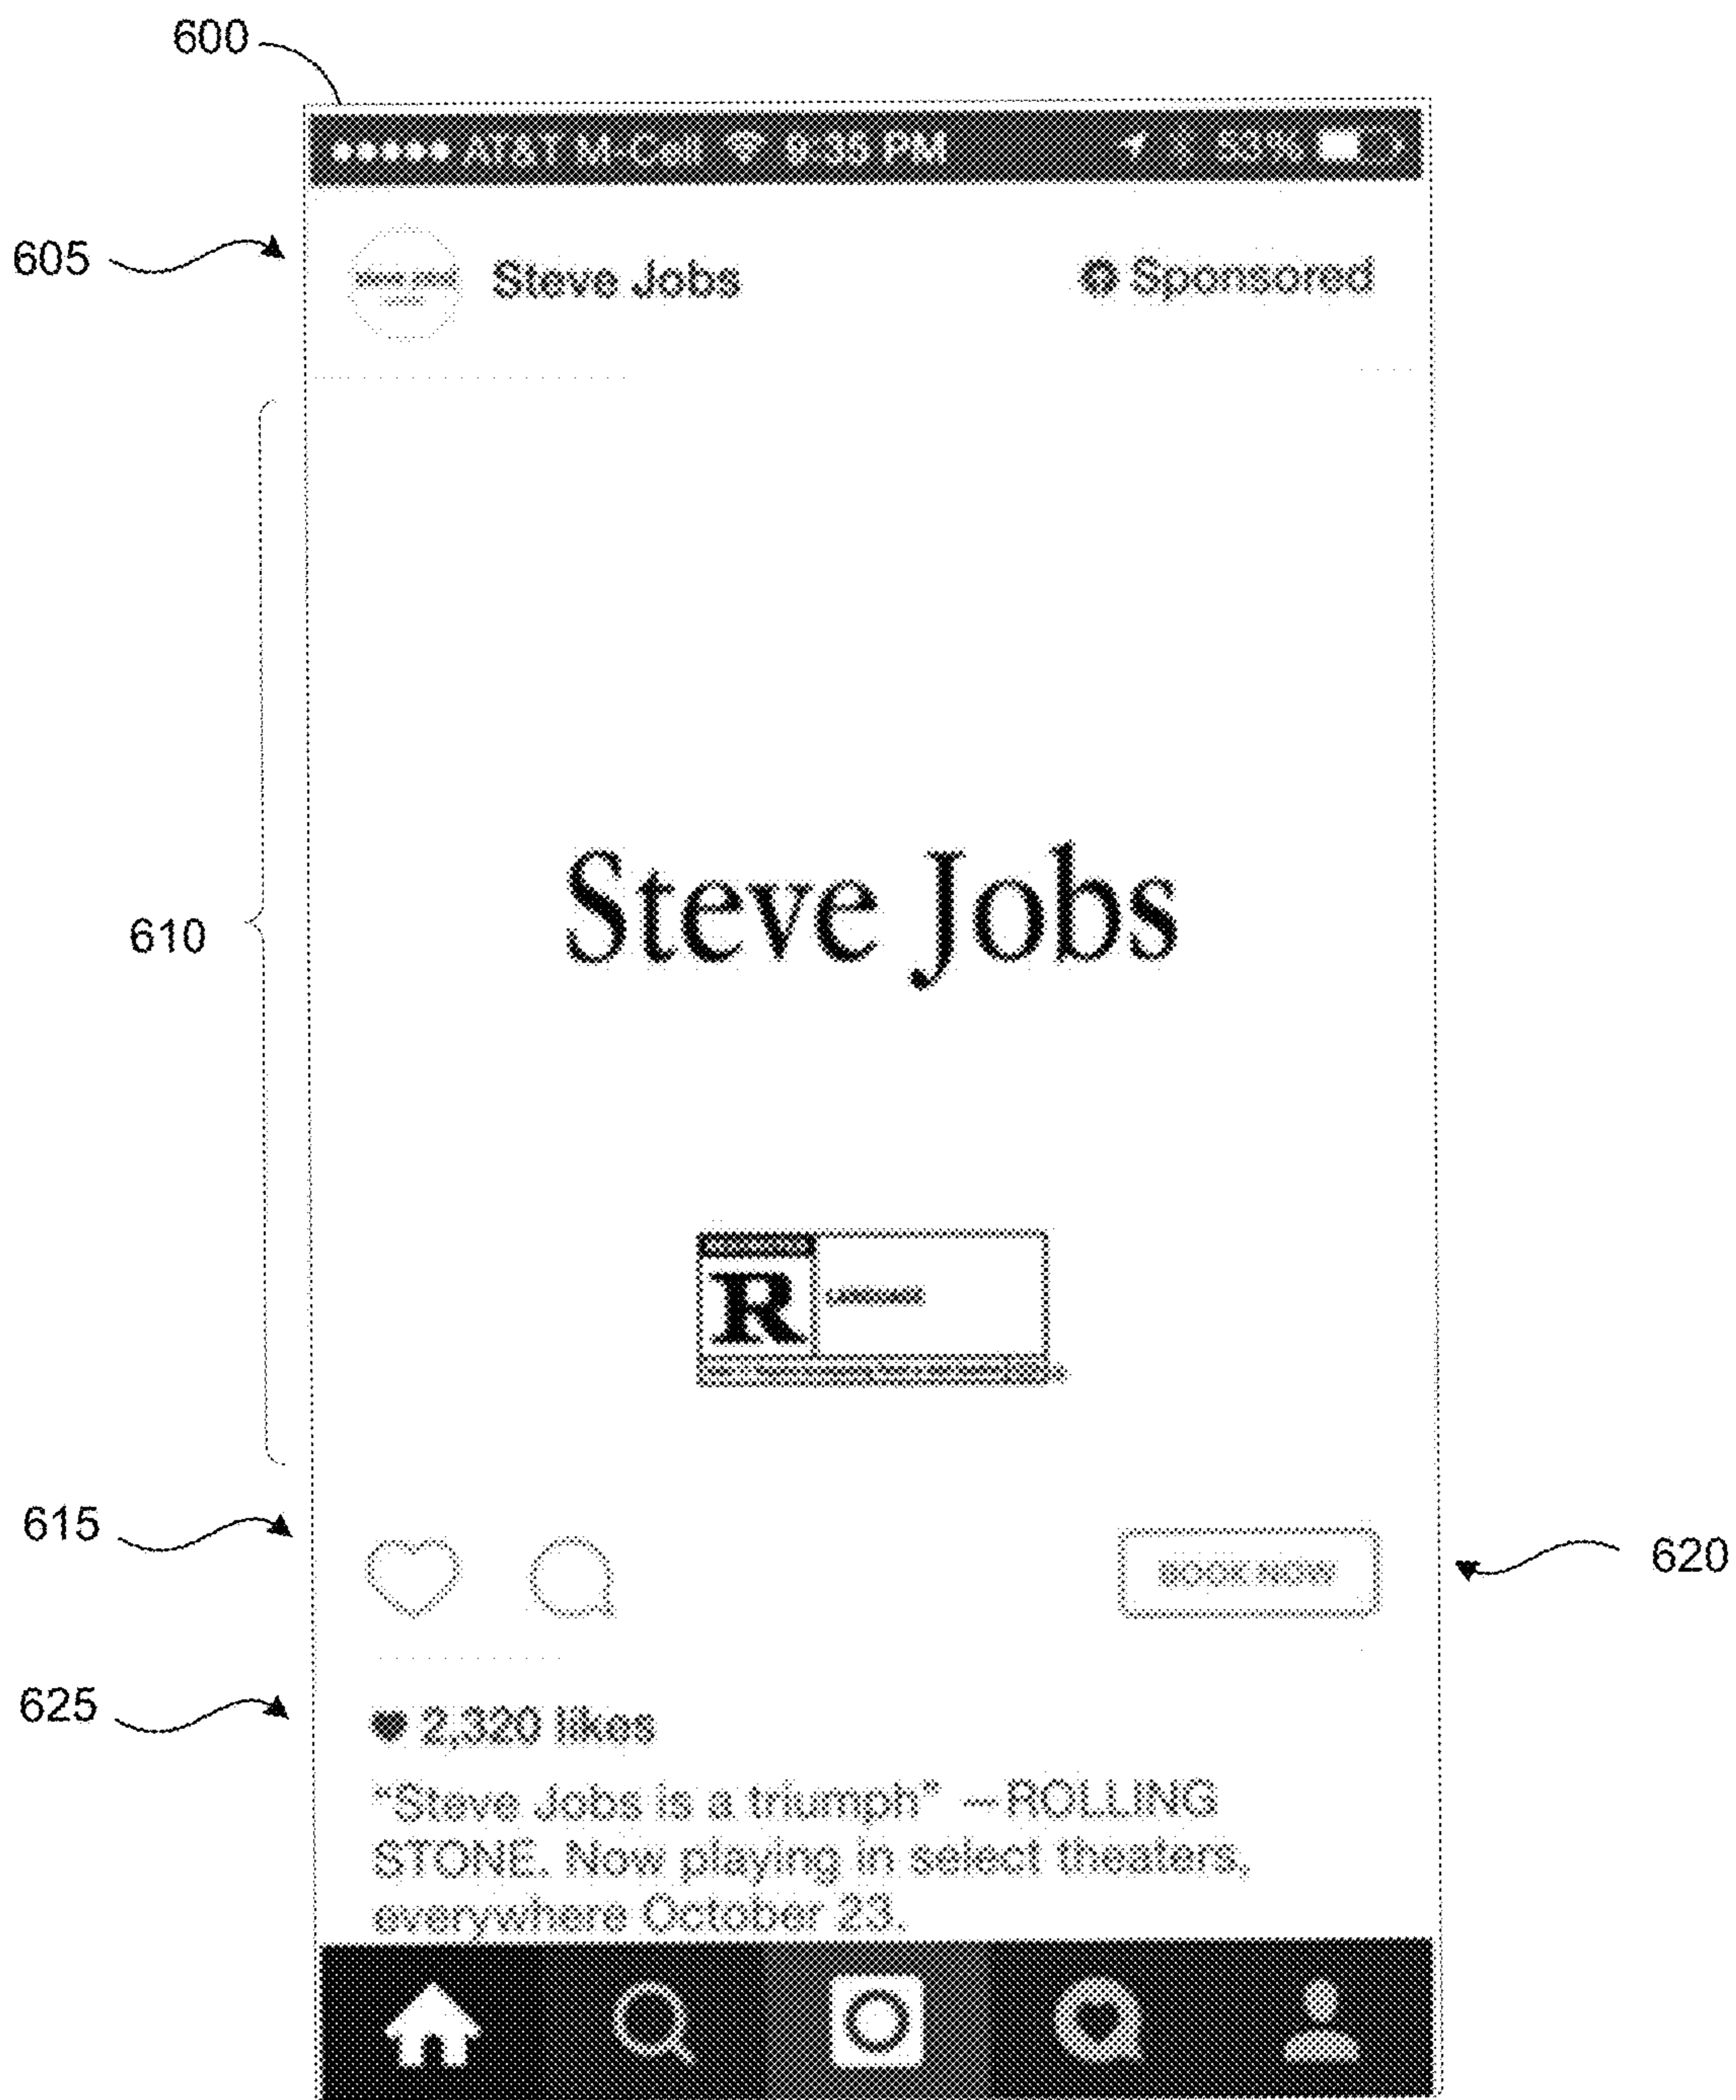 600
AT&T M-Cell 9:35 PM 53%
605
Steve Jobs
Sponsored
610
Steve Jobs
R
615
BOOK NOW
620
625
2,320 likes
“Steve Jobs is a triumph” —ROLLING
STONE. Now playing in select theaters,
everywhere October 23.